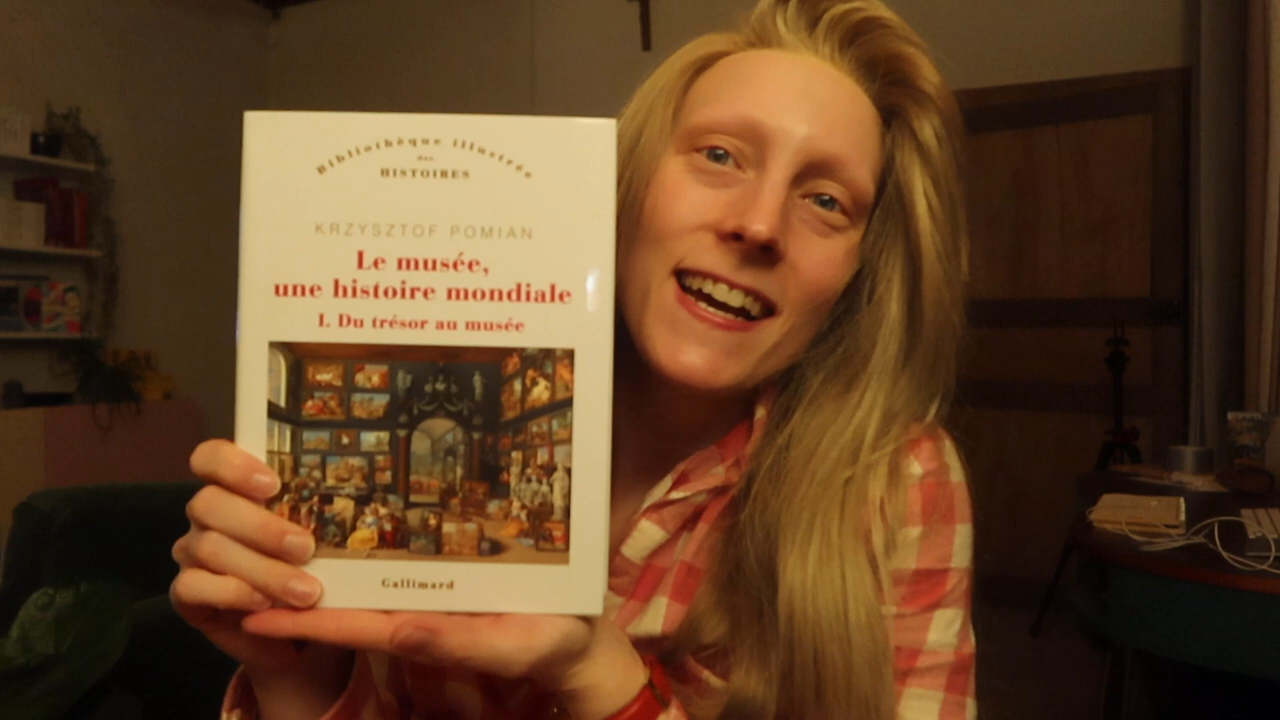 Bibliothèque illustrée
des
HISTOIRES
KRZYSZTOF POMIAN
Le musée,
une histoire mondiale
I. Du trésor au musée
Gallimard